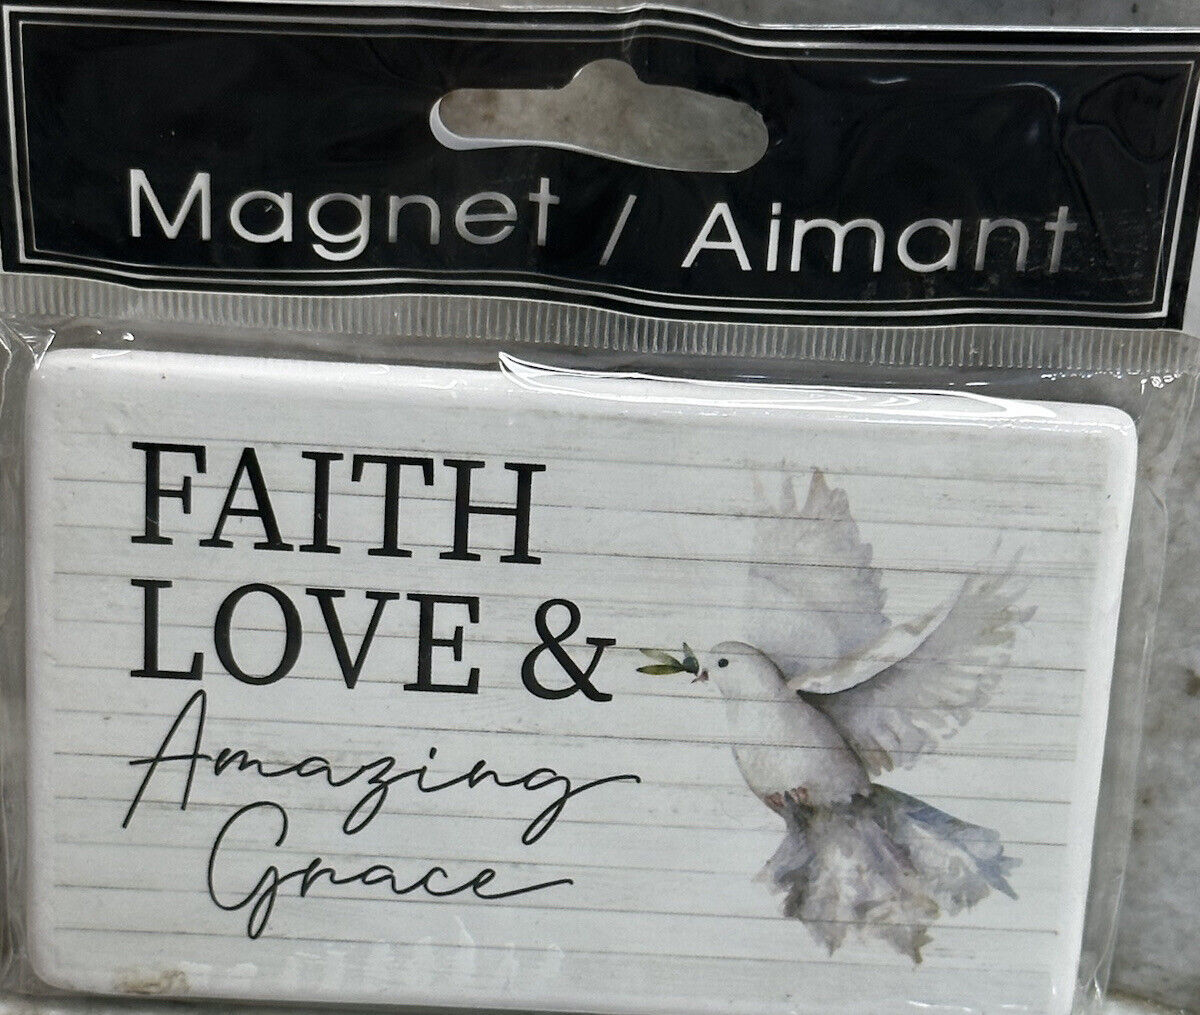 Magnet / Aimant
FAITH
LOVE &
Amazing
Grace